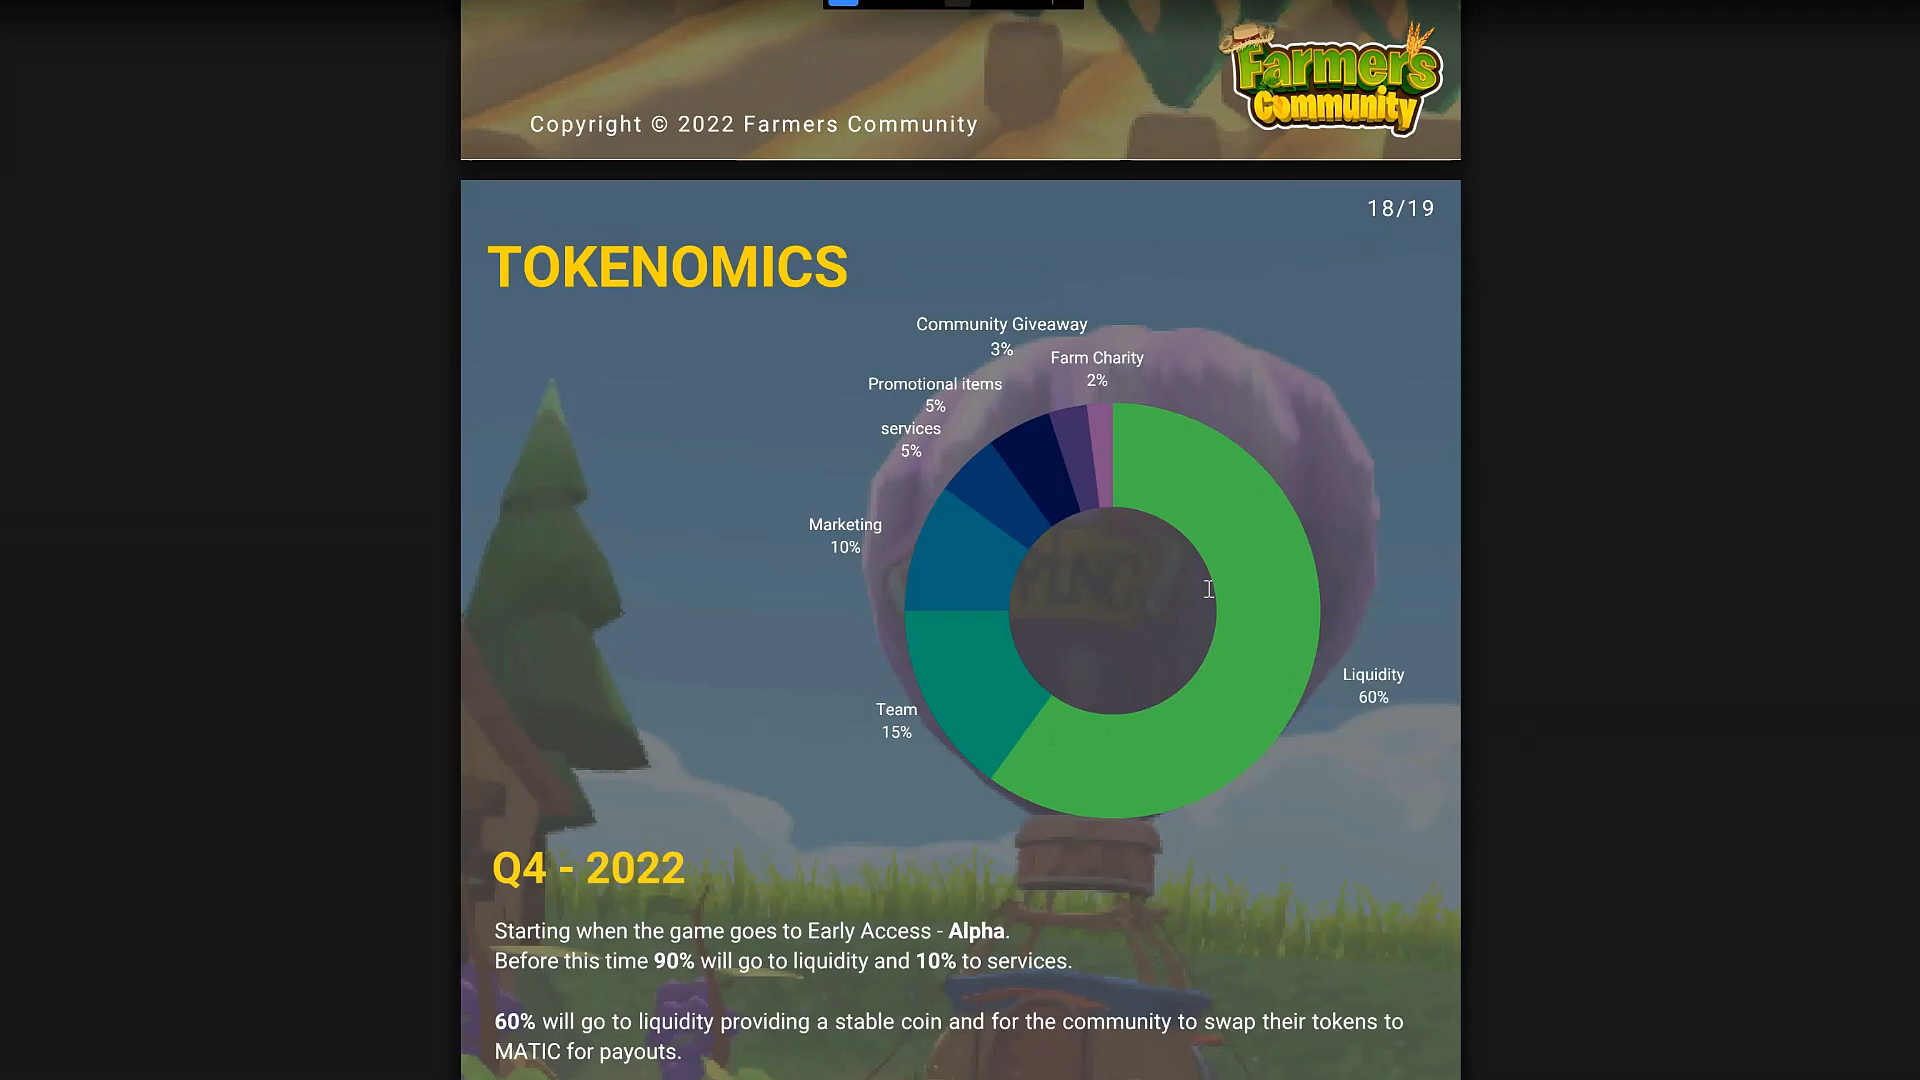 Farmers
Community
Copyright © 2022 Farmers Community
18/19
TOKENOMICS
Community Giveaway
3%
Farm Charity
2%
Promotional items
5%
services
5%
Marketing
10%
Liquidity
60%
Team
15%
Q4 - 2022
Starting when the game goes to Early Access - Alpha.
Before this time 90% will go to liquidity and 10% to services.
60% will go to liquidity providing a stable coin and for the community to swap their tokens to
MATIC for payouts.